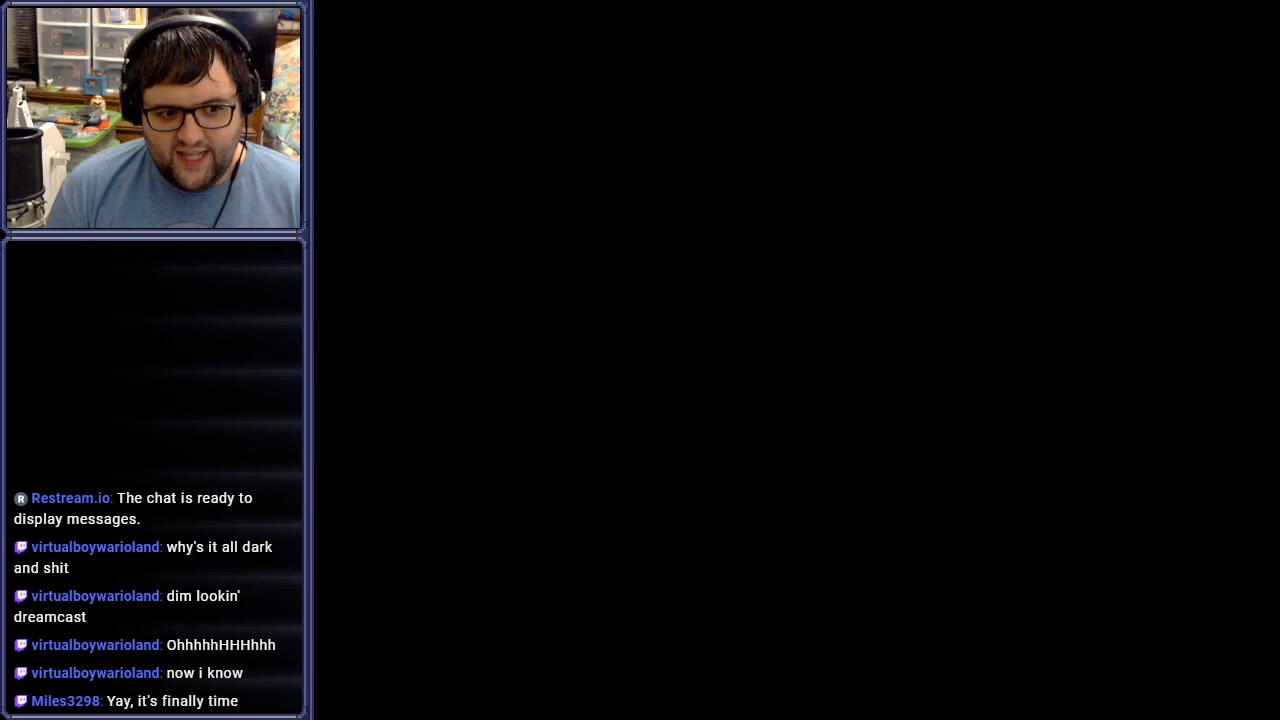 R Restream.io: The chat is ready to
display messages.
virtualboywarioland: why's it all dark
and shit
virtualboywarioland: dim lookin'
dreamcast
virtualboywarioland: OhhhhhHHHhhh
virtualboywarioland: now i know
Miles3298: Yay, it's finally time